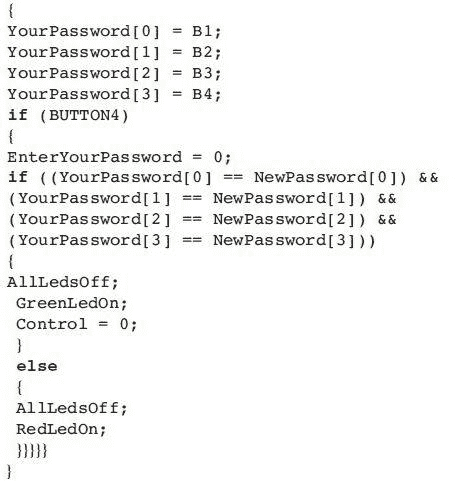 {
YourPassword[0] = B1;
YourPassword[1] = B2;
YourPassword[2] = B3;
YourPassword[3] = B4;
if (BUTTON4)
{
EnterYourPassword = 0;
if ((YourPassword[0] == NewPassword[0]) &&
(YourPassword[1] == NewPassword[1]) &&
(YourPassword[2] == NewPassword[2]) &&
(YourPassword[3] == NewPassword[3]))
{
AllLedsOff;
GreenLedOn;
Control = 0;
}
else
{
AllLedsOff;
RedLedOn;
}}}}}
}